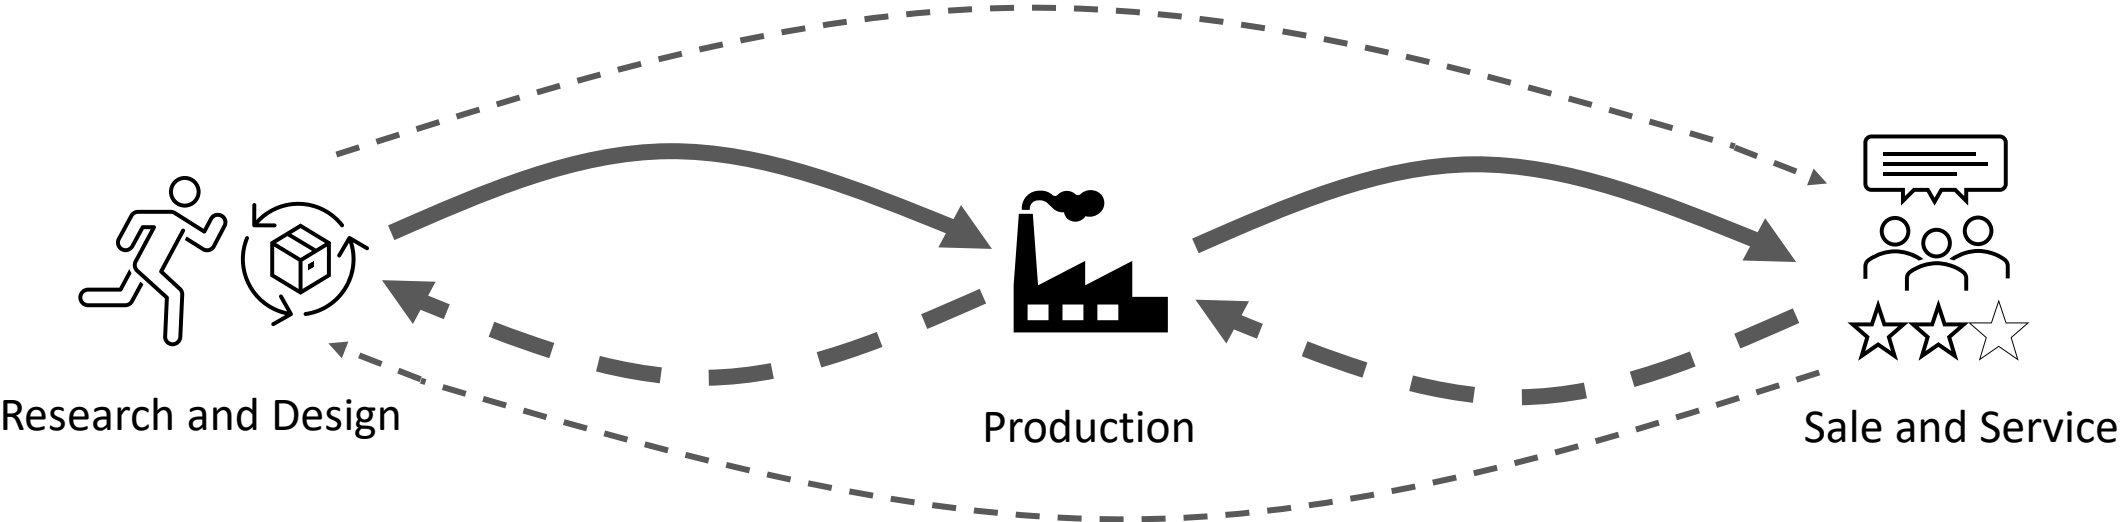 Research and Design
Production
Sale and Service